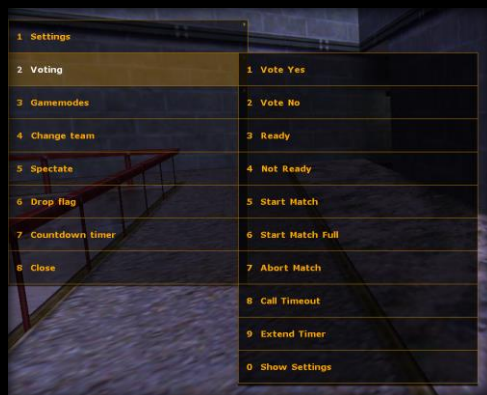 1 Settings
2 Voting
3 Gamemodes
4 Change team
5 Spectate
6 Drop flag
7 Countdown timer
8 Close
1 Vote Yes
2 Vote No
3 Ready
4 Not Ready
5 Start Match
6 Start Match Full
7 Abort Match
8 Call Timeout
9 Extend Timer
0 Show Settings